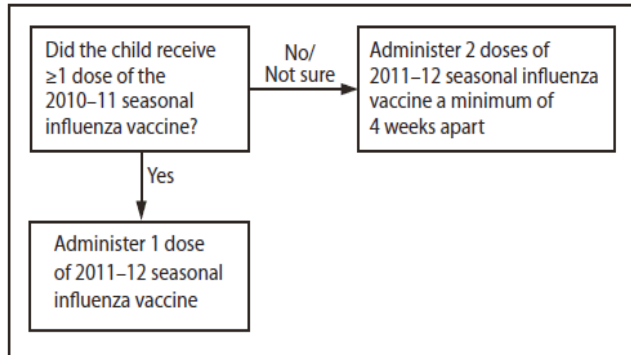 Did the child receive
≥1 dose of the
2010–11 seasonal
influenza vaccine?
No/
Not sure
Administer 2 doses of
2011–12 seasonal influenza
vaccine a minimum of
4 weeks apart
Yes
Administer 1 dose
of 2011–12 seasonal
influenza vaccine